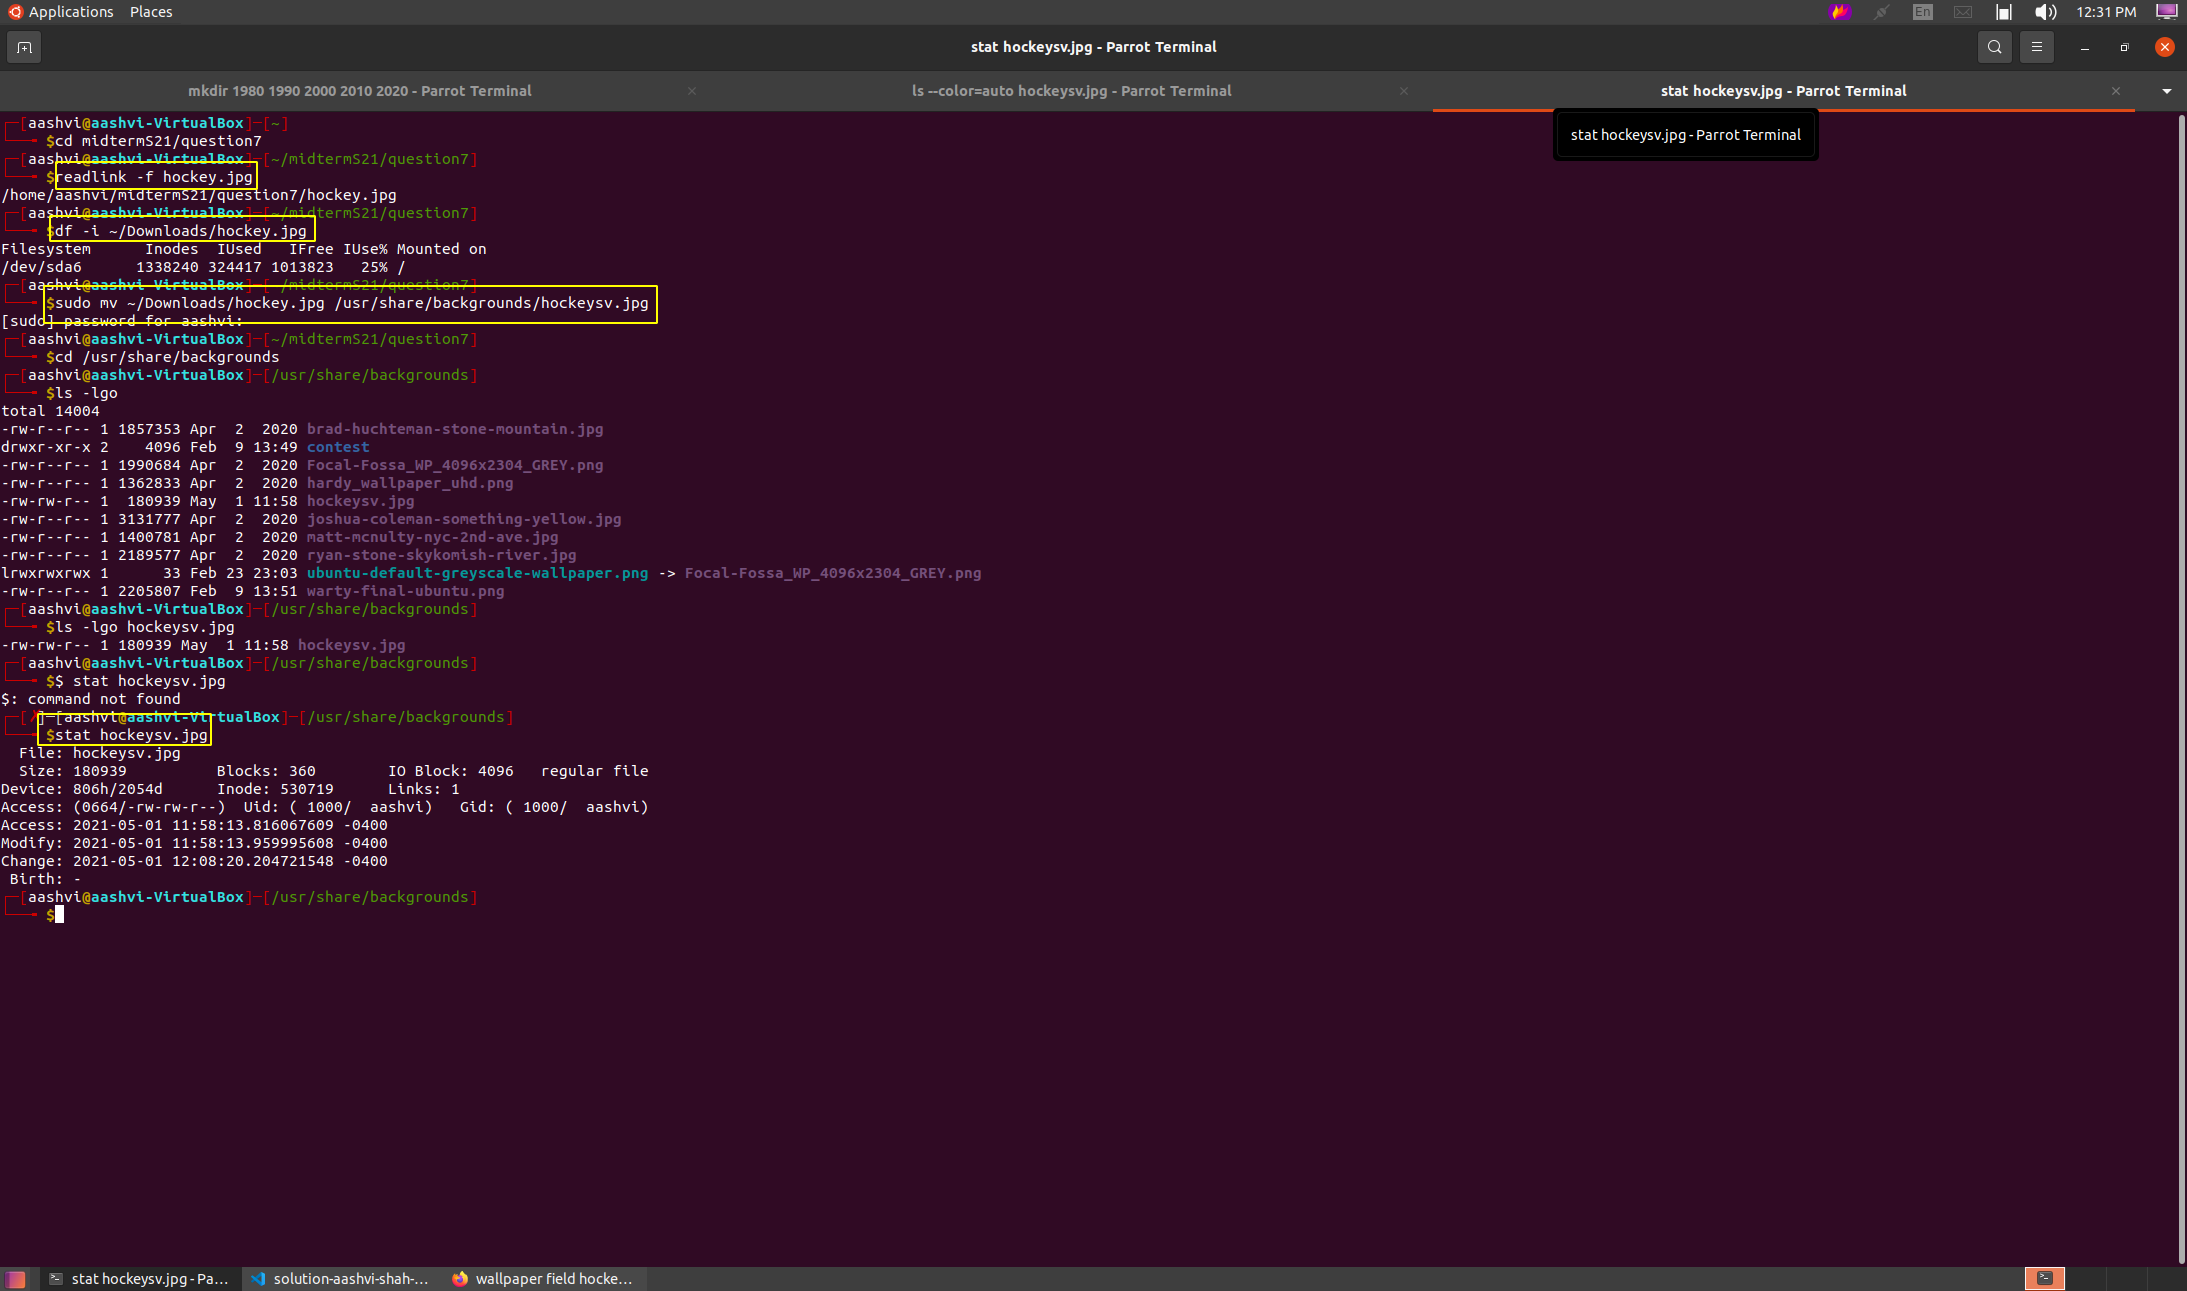 Applications Places En 12:31 PM
stat hockeysv.jpg - Parrot Terminal
mkdir 1980 1990 2000 2010 2020 - Parrot Terminal
ls --color=auto hockeysv.jpg - Parrot Terminal
stat hockeysv.jpg - Parrot Terminal
stat hockeysv.jpg - Parrot Terminal
┌─[aashvi@aashvi-VirtualBox]─[~]
└──╼ $cd midtermS21/question7
┌─[aashvi@aashvi-VirtualBox]─[~/midtermS21/question7]
└──╼ $readlink -f hockey.jpg
/home/aashvi/midtermS21/question7/hockey.jpg
┌─[aashvi@aashvi-VirtualBox]─[~/midtermS21/question7]
└──╼ $df -i ~/Downloads/hockey.jpg
Filesystem      Inodes  IUsed   IFree IUse% Mounted on
/dev/sda6      1338240 324417 1013823   25% /
┌─[aashvi@aashvi-VirtualBox]─[~/midtermS21/question7]
└──╼ $sudo mv ~/Downloads/hockey.jpg /usr/share/backgrounds/hockeysv.jpg
[sudo] password for aashvi:
┌─[aashvi@aashvi-VirtualBox]─[~/midtermS21/question7]
└──╼ $cd /usr/share/backgrounds
┌─[aashvi@aashvi-VirtualBox]─[/usr/share/backgrounds]
└──╼ $ls -lgo
total 14004
-rw-r--r-- 1 1857353 Apr  2  2020 brad-huchteman-stone-mountain.jpg
drwxr-xr-x 2    4096 Feb  9 13:49 contest
-rw-r--r-- 1 1990684 Apr  2  2020 Focal-Fossa_WP_4096x2304_GREY.png
-rw-r--r-- 1 1362833 Apr  2  2020 hardy_wallpaper_uhd.png
-rw-rw-r-- 1  180939 May  1 11:58 hockeysv.jpg
-rw-r--r-- 1 3131777 Apr  2  2020 joshua-coleman-something-yellow.jpg
-rw-r--r-- 1 1400781 Apr  2  2020 matt-mcnulty-nyc-2nd-ave.jpg
-rw-r--r-- 1 2189577 Apr  2  2020 ryan-stone-skykomish-river.jpg
lrwxrwxrwx 1      33 Feb 23 23:03 ubuntu-default-greyscale-wallpaper.png -> Focal-Fossa_WP_4096x2304_GREY.png
-rw-r--r-- 1 2205807 Feb  9 13:51 warty-final-ubuntu.png
┌─[aashvi@aashvi-VirtualBox]─[/usr/share/backgrounds]
└──╼ $ls -lgo hockeysv.jpg
-rw-rw-r-- 1 180939 May  1 11:58 hockeysv.jpg
┌─[aashvi@aashvi-VirtualBox]─[/usr/share/backgrounds]
└──╼ $$ stat hockeysv.jpg
$: command not found
┌─[✗]─[aashvi@aashvi-VirtualBox]─[/usr/share/backgrounds]
└──╼ $stat hockeysv.jpg
  File: hockeysv.jpg
  Size: 180939          Blocks: 360        IO Block: 4096   regular file
Device: 806h/2054d      Inode: 530719      Links: 1
Access: (0664/-rw-rw-r--)  Uid: ( 1000/  aashvi)   Gid: ( 1000/  aashvi)
Access: 2021-05-01 11:58:13.816067609 -0400
Modify: 2021-05-01 11:58:13.959995608 -0400
Change: 2021-05-01 12:08:20.204721548 -0400
 Birth: -
┌─[aashvi@aashvi-VirtualBox]─[/usr/share/backgrounds]
└──╼ $
stat hockeysv.jpg - Pa... solution-aashvi-shah-... wallpaper field hocke...